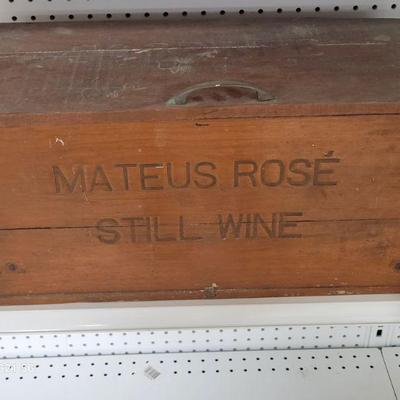 MATEUS ROSÉ
STILL WINE